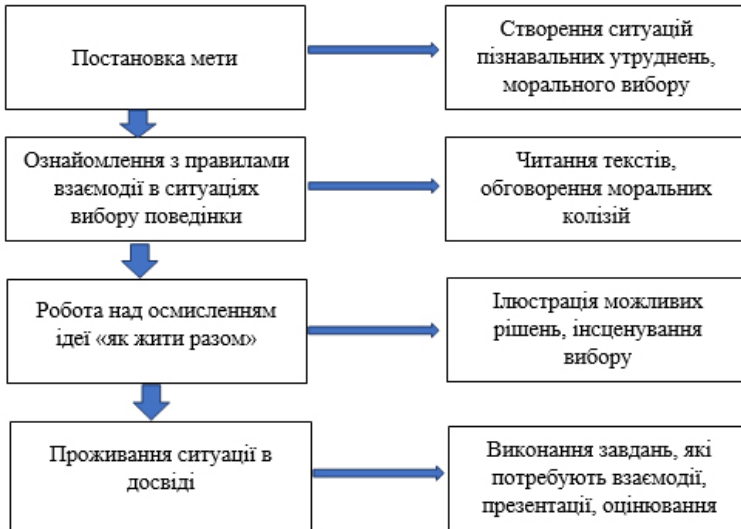 Постановка мети
Створення ситуацій
пізнавальних утруднень,
морального вибору
Ознайомлення з правилами
взаємодії в ситуаціях
вибору поведінки
Читання текстів,
обговорення моральних
колізій
Робота над осмисленням
ідеї «як жити разом»
Ілюстрація можливих
рішень, інсценування
вибору
Проживання ситуації в
досвіді
Виконання завдань, які
потребують взаємодії,
презентації, оцінювання